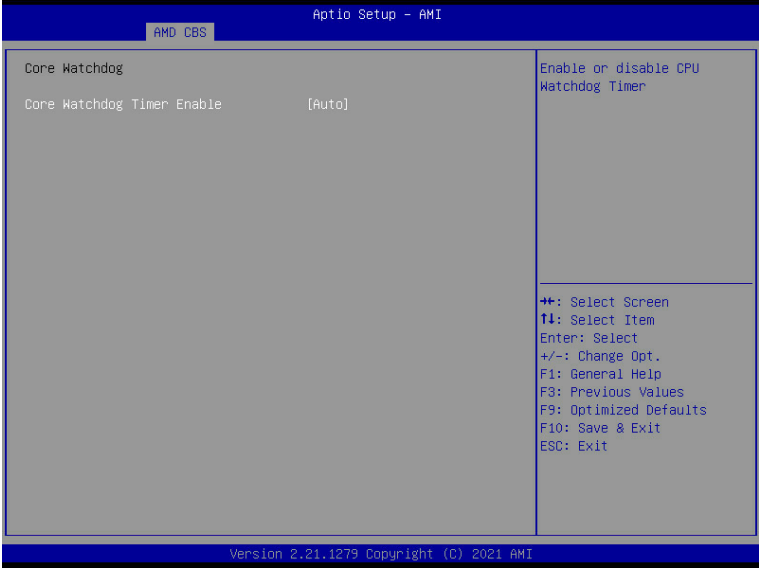 Aptio Setup – AMI
AMD CBS
Core Watchdog
Core Watchdog Timer Enable [Auto]
Enable or disable CPU
Watchdog Timer
→←: Select Screen
↑↓: Select Item
Enter: Select
+/-: Change Opt.
F1: General Help
F3: Previous Values
F9: Optimized Defaults
F10: Save & Exit
ESC: Exit
Version 2.21.1279 Copyright (C) 2021 AMI